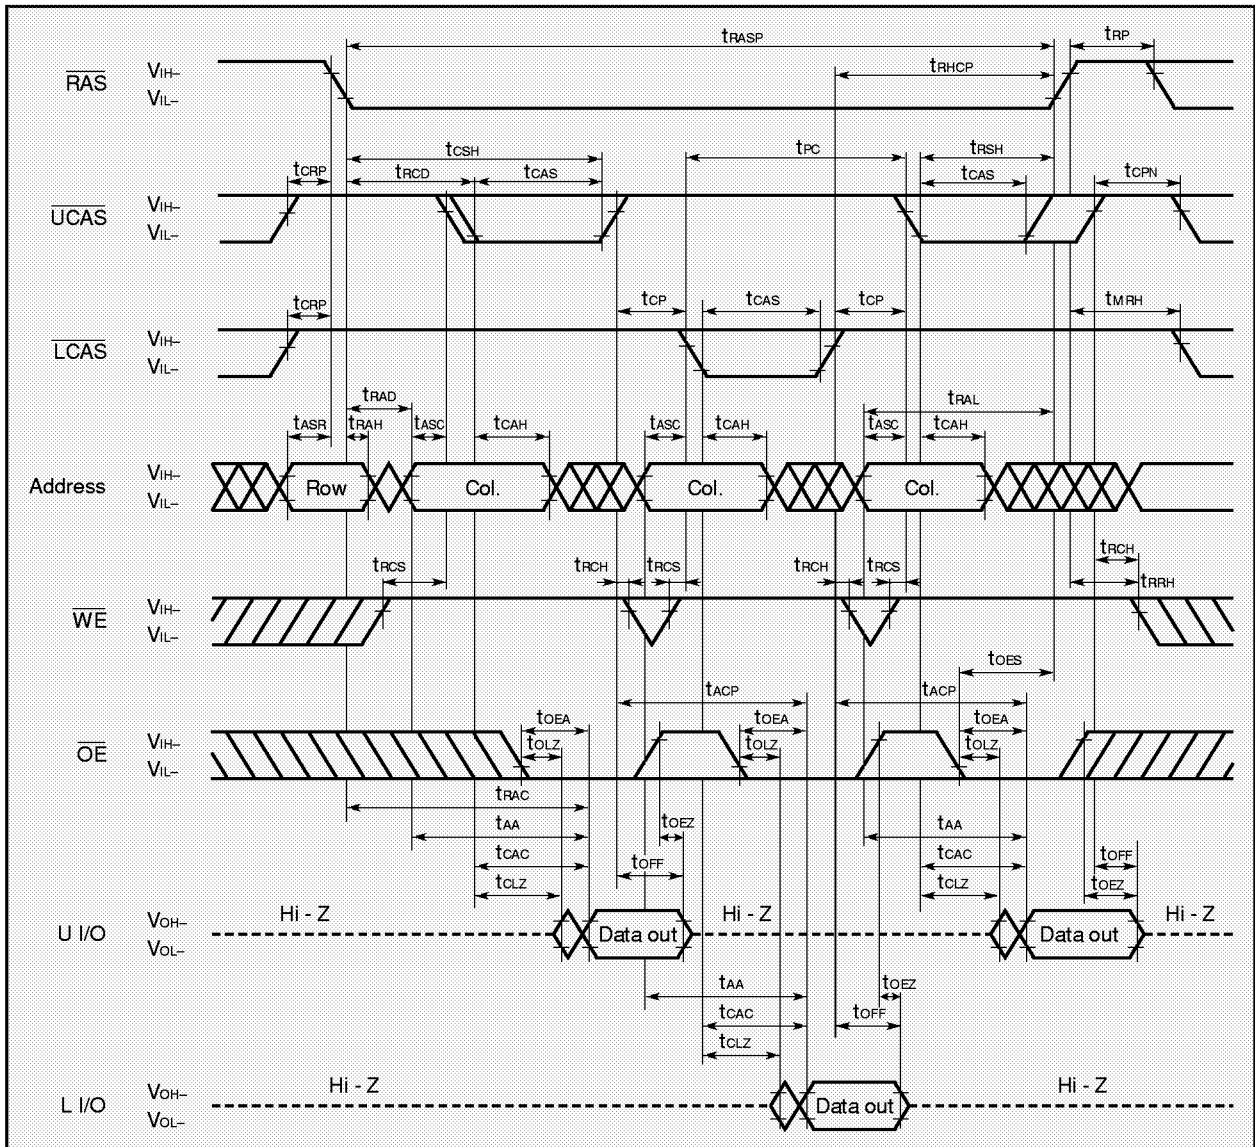 tRASP tRP
RAS VIH– VIL– tRHCP
tCSH tPC tRSH
tCRP tRCD tCAS tCAS tCPN
UCAS VIH– VIL–
tCRP tCP tCAS tCP tMRH
LCAS VIH– VIL–
tRAD tRAL
tASR tRAH tASC tCAH tASC tCAH tASC tCAH
Address VIH– VIL– Row Col. Col. Col.
tRCS tRCH tRCS tRCH tRCS tRCH
tRRH
WE VIH– VIL–
tOES
tACP tACP
tOEA tOEA tOEA
OE VIH– VIL– tOLZ tOLZ tOLZ
tRAC
tAA tOEZ tAA
tCAC tOFF tCAC tOFF
tCLZ tCLZ tOEZ
U I/O VOH– VOL– Hi - Z Data out Hi - Z Data out Hi - Z
tAA tOEZ
tCAC tOFF
tCLZ
L I/O VOH– VOL– Hi - Z Data out Hi - Z